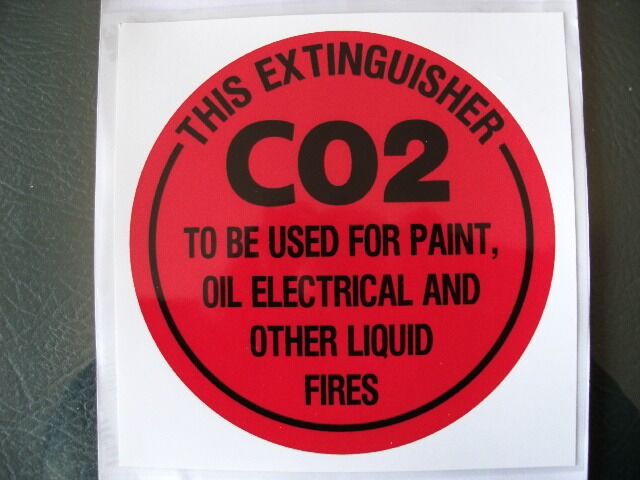 THIS EXTINGUISHER
CO2
TO BE USED FOR PAINT,
OIL ELECTRICAL AND
OTHER LIQUID
FIRES